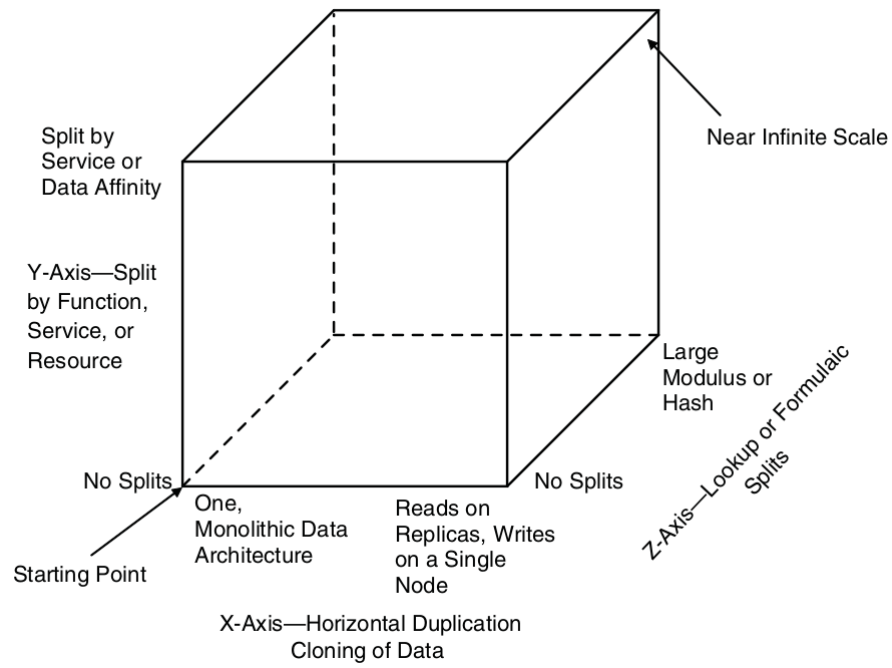 Split by
Service or
Data Affinity
Near Infinite Scale
Y-Axis—Split
by Function,
Service, or
Resource
Large
Modulus or
Hash
Z-Axis—Lookup or Formulaic
Splits
No Splits
No Splits
One,
Monolithic Data
Architecture
Reads on
Replicas, Writes
on a Single
Node
Starting Point
X-Axis—Horizontal Duplication
Cloning of Data